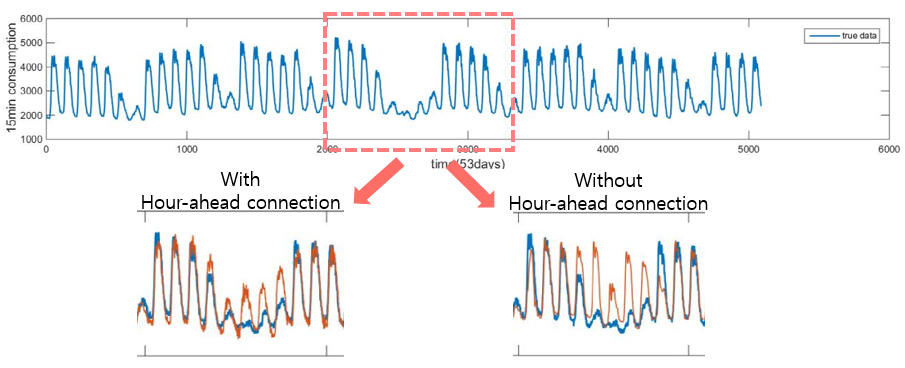 6000
5000
4000
3000
2000
1000
15min consumption
true data
0
1000
2000
3000
4000
5000
6000
time(53days)
With
Hour-ahead connection
Without
Hour-ahead connection